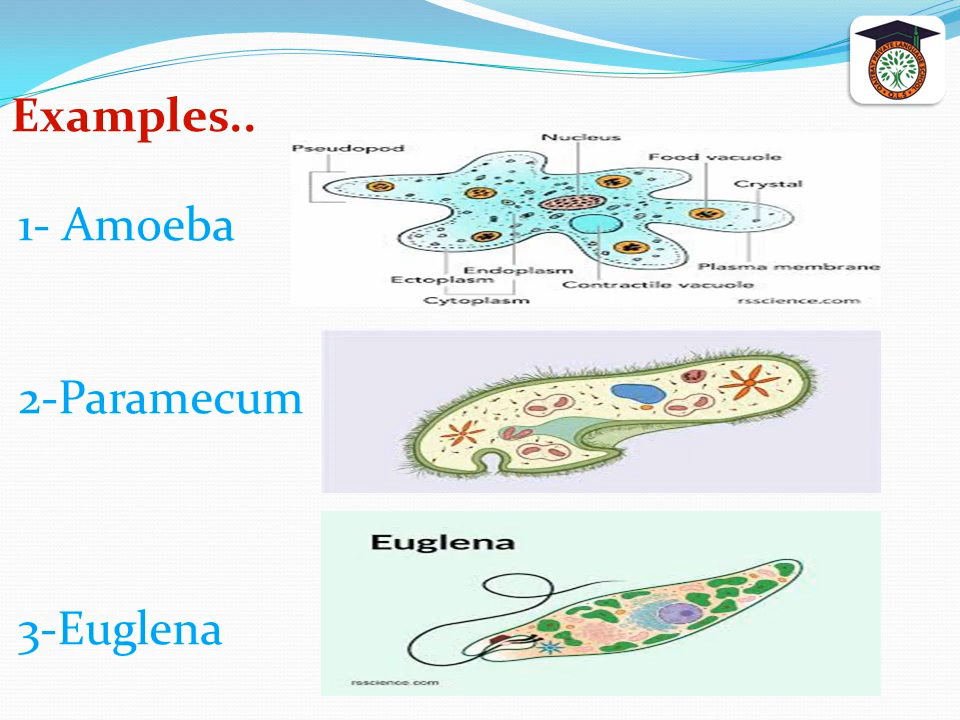 Examples..
1- Amoeba
Pseudopod
Nucleus
Food vacuole
Crystal
Ectoplasm
Endoplasm
Cytoplasm
Contractile vacuole
Plasma membrane
rsscience.com
2-Paramecum
3-Euglena
Euglena
rsscience.com